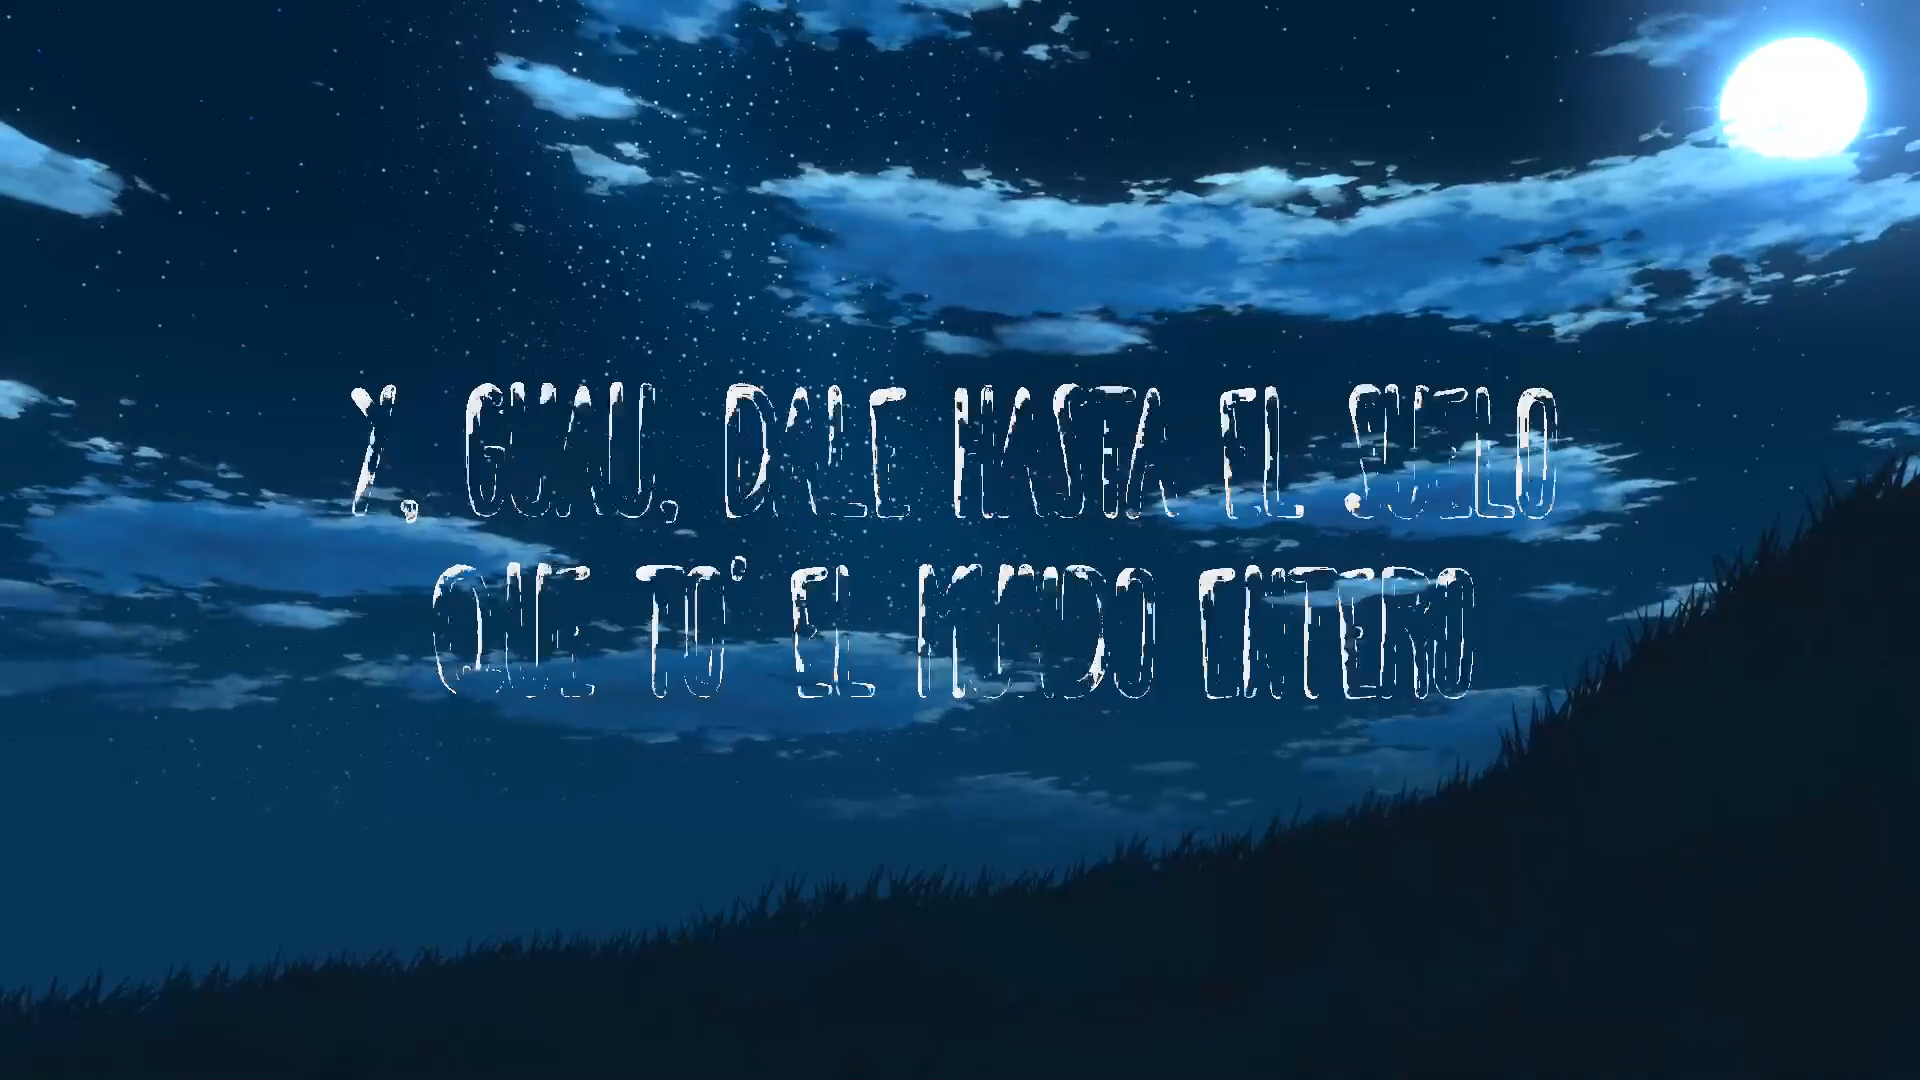 Y, GUAU, DALE HASTA EL SUELO
QUE TO' EL MUNDO ENTERO